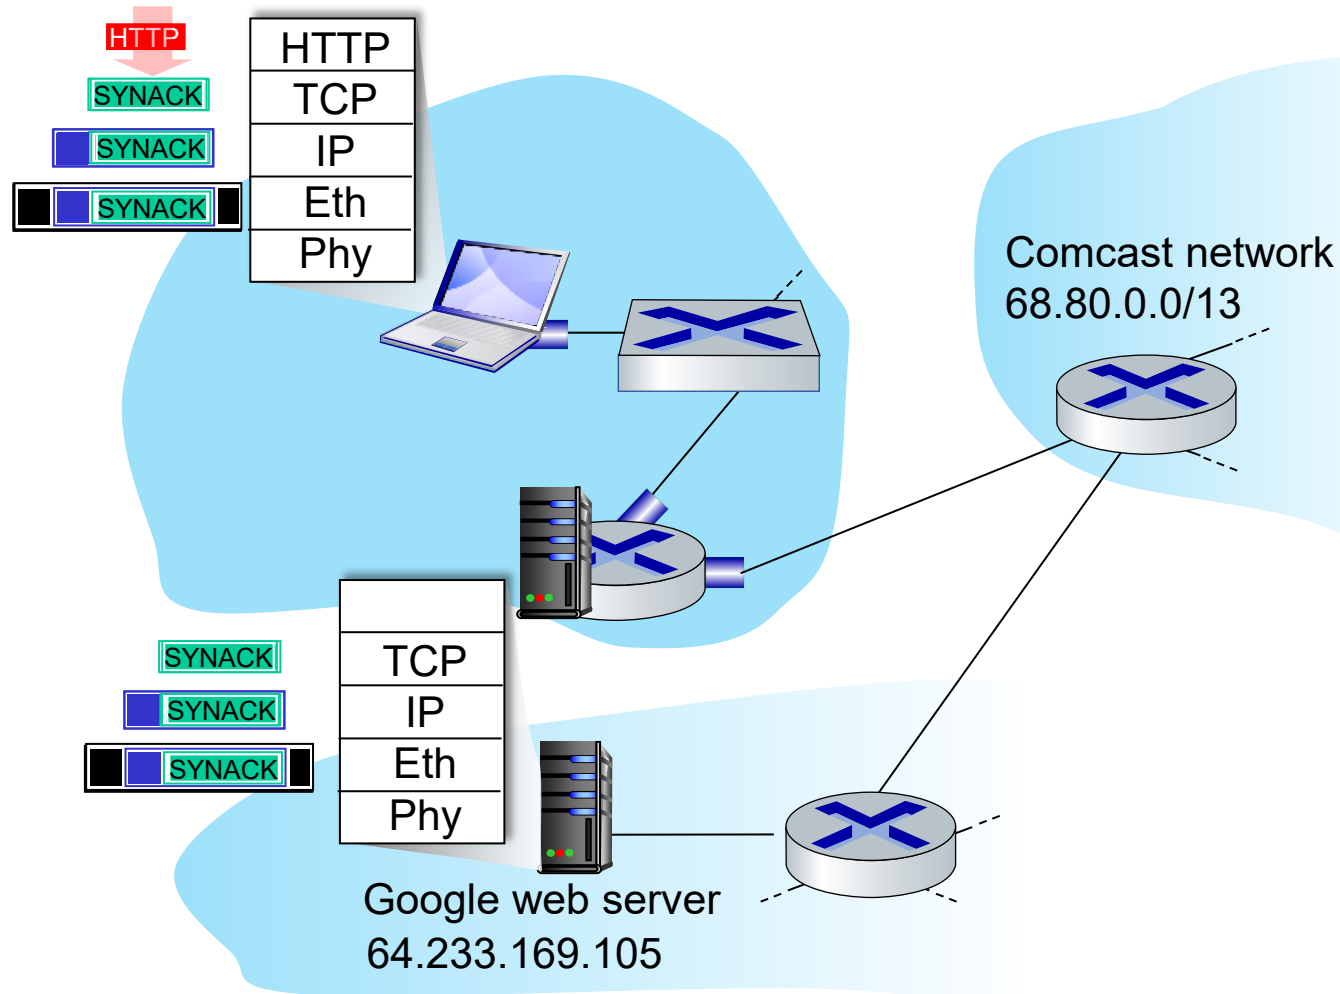 HTTP
SYNACK
SYNACK
SYNACK
HTTP
TCP
IP
Eth
Phy
Comcast network
68.80.0.0/13
SYNACK
SYNACK
SYNACK
TCP
IP
Eth
Phy
Google web server
64.233.169.105